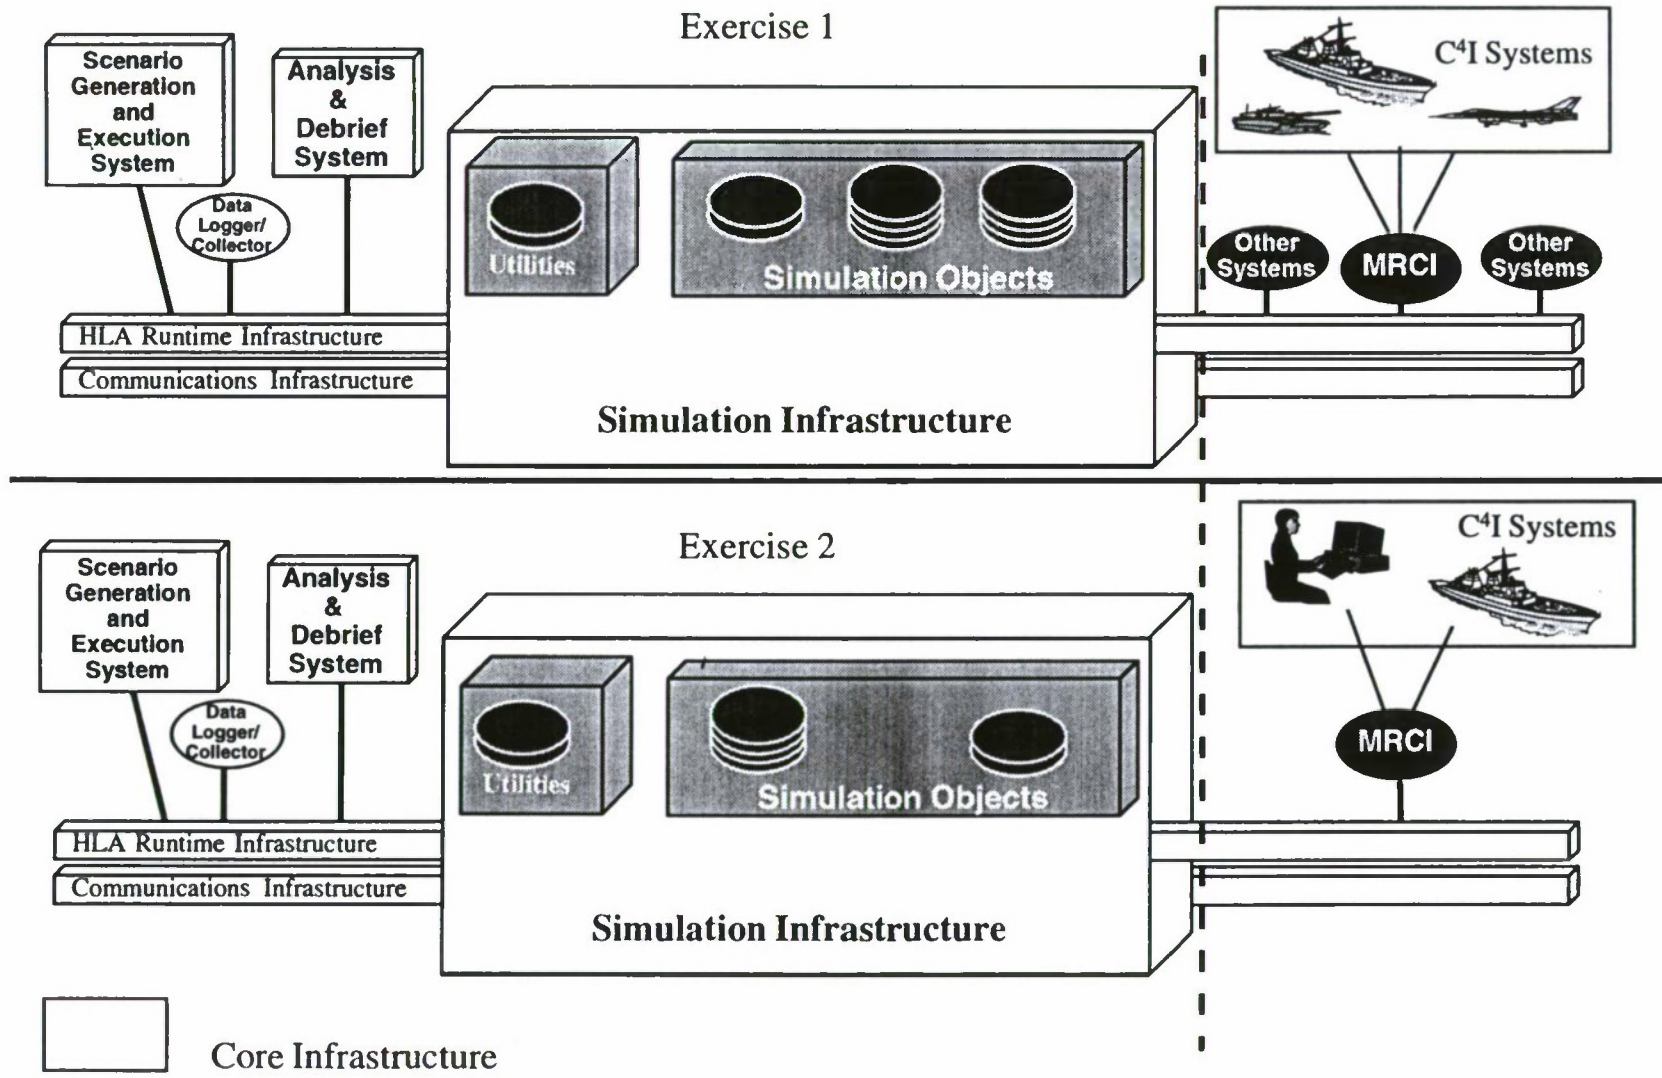 Exercise 1
Scenario
Generation
and
Execution
System
Analysis
&
Debrief
System
Data
Logger/
Collector
Utilities
Simulation Objects
C⁴I Systems
Other
Systems
MRCI
Other
Systems
HLA Runtime Infrastructure
Communications Infrastructure
Simulation Infrastructure
Exercise 2
Scenario
Generation
and
Execution
System
Analysis
&
Debrief
System
Data
Logger/
Collector
Utilities
Simulation Objects
C⁴I Systems
MRCI
HLA Runtime Infrastructure
Communications Infrastructure
Simulation Infrastructure
Core Infrastructure